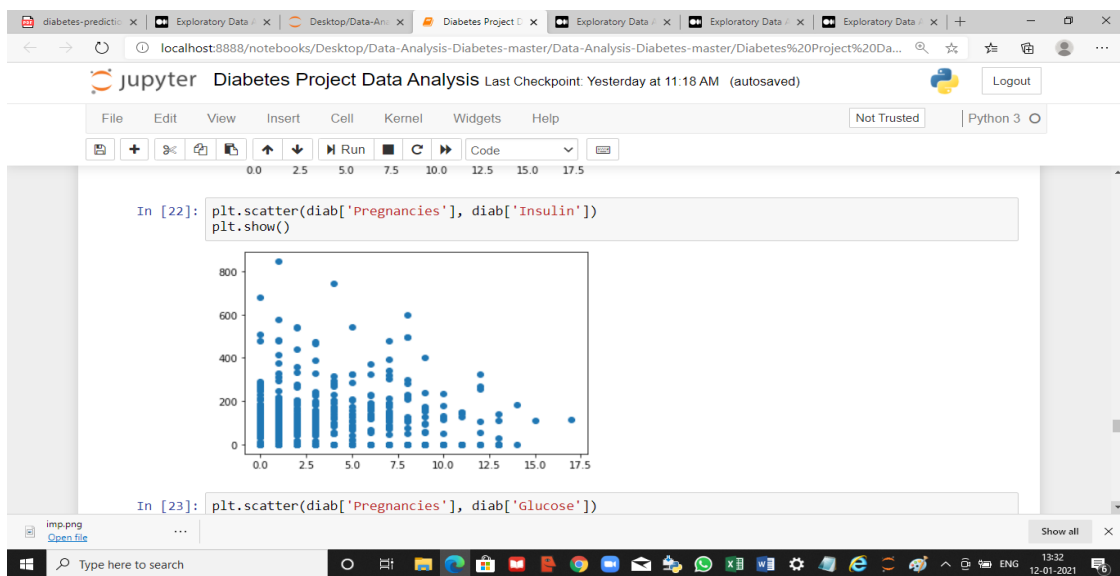 diabetes-predictic
Exploratory Data A
Desktop/Data-Ana
Diabetes Project D
Exploratory Data A
Exploratory Data A
Exploratory Data A
localhost:8888/notebooks/Desktop/Data-Analysis-Diabetes-master/Data-Analysis-Diabetes-master/Diabetes%20Project%20Da...
jupyter Diabetes Project Data Analysis Last Checkpoint: Yesterday at 11:18 AM (autosaved)
Logout
File Edit View Insert Cell Kernel Widgets Help
Not Trusted
Python 3
Run
Code
0.0 2.5 5.0 7.5 10.0 12.5 15.0 17.5
In [22]: plt.scatter(diab['Pregnancies'], diab['Insulin'])
plt.show()
800
600
400
200
0
0.0 2.5 5.0 7.5 10.0 12.5 15.0 17.5
In [23]: plt.scatter(diab['Pregnancies'], diab['Glucose'])
imp.png
Open file
...
Show all
Type here to search
ENG
13:32
12-01-2021